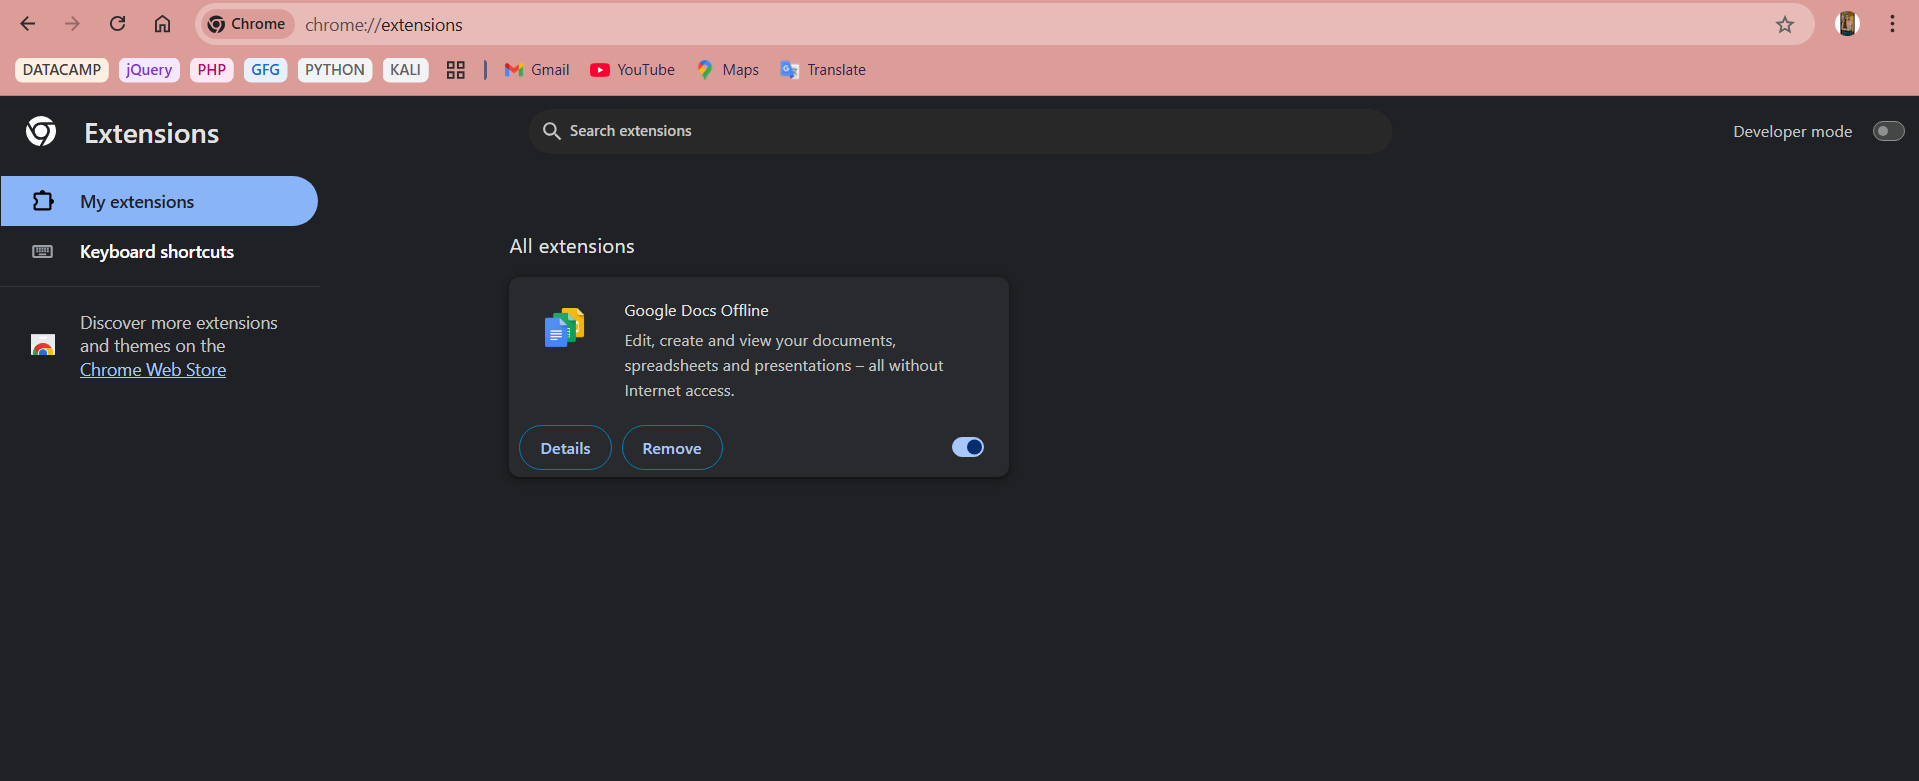 Chrome chrome://extensions
DATACAMP jQuery PHP GFG PYTHON KALI Gmail YouTube Maps Translate
Extensions
Search extensions
Developer mode
My extensions
Keyboard shortcuts
Discover more extensions
and themes on the
Chrome Web Store
All extensions
Google Docs Offline
Edit, create and view your documents,
spreadsheets and presentations – all without
Internet access.
Details Remove